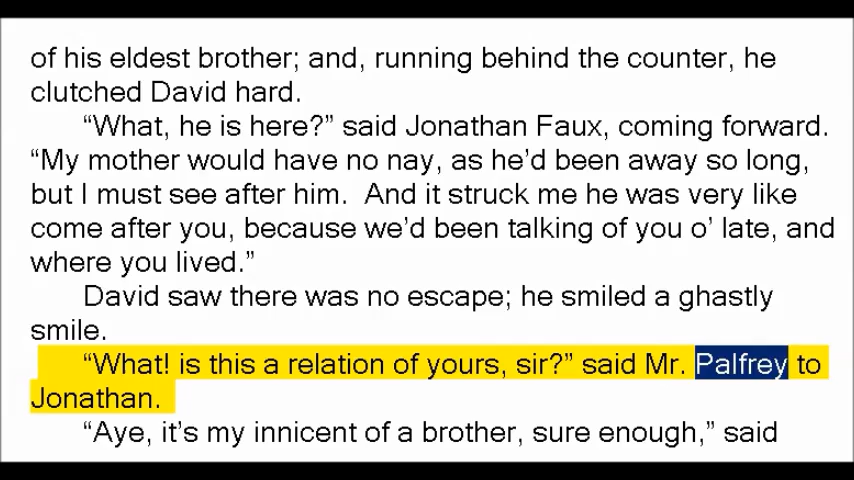 of his eldest brother; and, running behind the counter, he
clutched David hard.
“What, he is here?” said Jonathan Faux, coming forward.
“My mother would have no nay, as he’d been away so long,
but I must see after him.  And it struck me he was very like
come after you, because we’d been talking of you o’ late, and
where you lived.”
David saw there was no escape; he smiled a ghastly
smile.
“What! is this a relation of yours, sir?” said Mr. Palfrey to
Jonathan.
“Aye, it’s my innicent of a brother, sure enough,” said